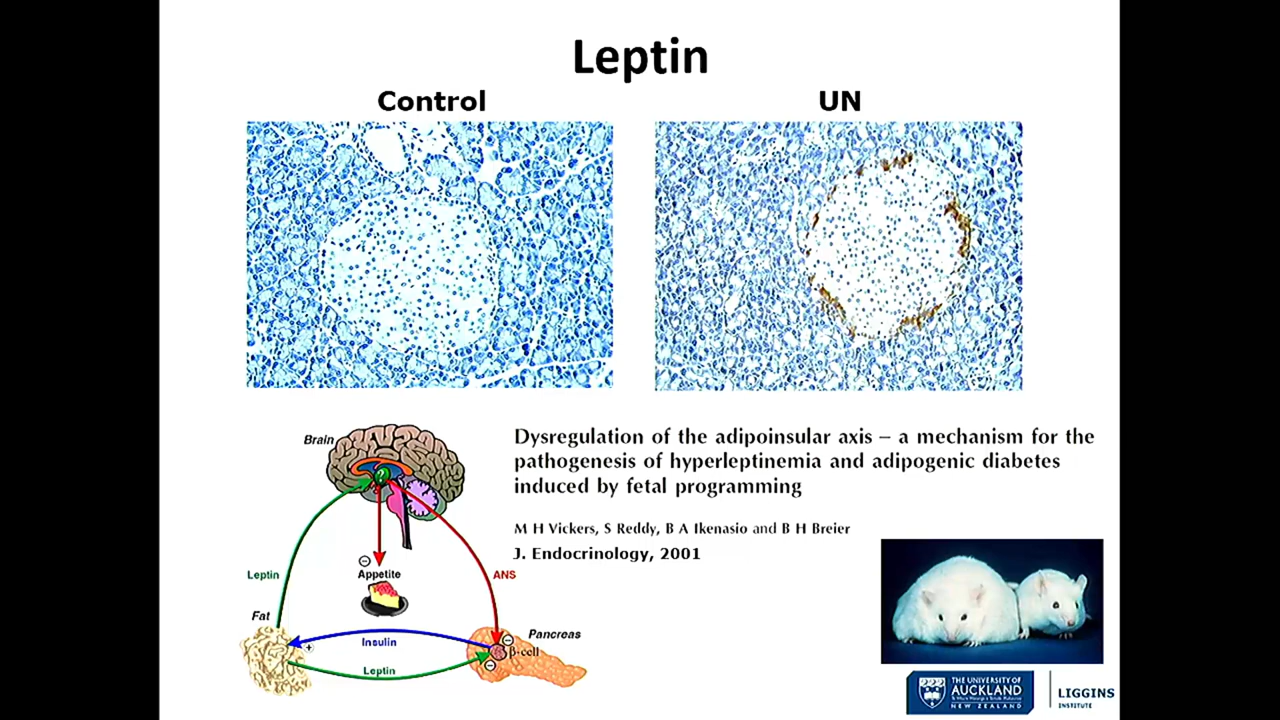 Leptin
Control
UN
Dysregulation of the adipoinsular axis – a mechanism for the
pathogenesis of hyperleptinemia and adipogenic diabetes
induced by fetal programming
M H Vickers, S Reddy, B A Ikenasio and B H Breier
J. Endocrinology, 2001
Brain
Leptin
Appetite
ANS
Fat
Insulin
Pancreas
β-cell
Leptin
THE UNIVERSITY OF
AUCKLAND
NEW ZEALAND
LIGGINS
INSTITUTE